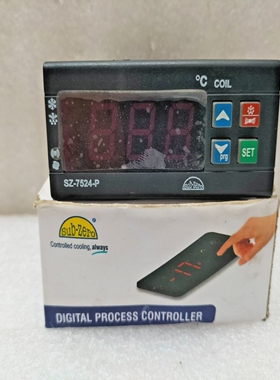 °C COIL
prg
SET
SZ-7524-P
sub-zero
Controlled cooling, always
DIGITAL PROCESS CONTROLLER